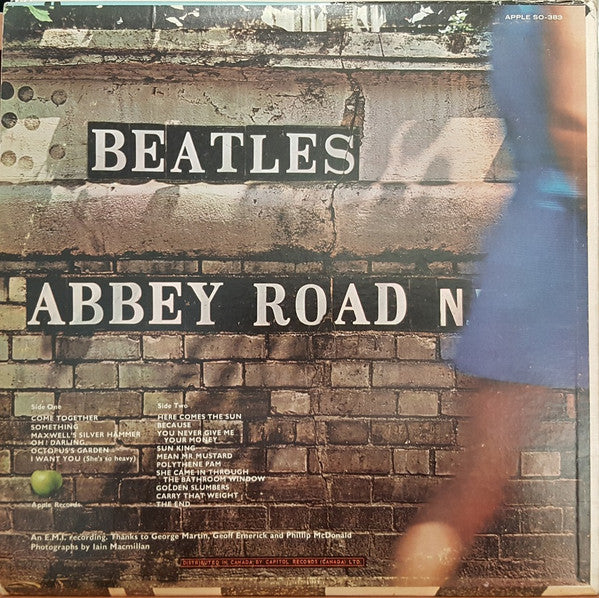 APPLE SO-383
BEATLES
ABBEY ROAD N
Side One
COME TOGETHER
SOMETHING
MAXWELL'S SILVER HAMMER
OH! DARLING
OCTOPUS'S GARDEN
I WANT YOU (She's so heavy)
Side Two
HERE COMES THE SUN
BECAUSE
YOU NEVER GIVE ME
YOUR MONEY
SUN KING
MEAN MR MUSTARD
POLYTHENE PAM
SHE CAME IN THROUGH
THE BATHROOM WINDOW
GOLDEN SLUMBERS
CARRY THAT WEIGHT
THE END
Apple Records
An E.M.I. recording. Thanks to George Martin, Geoff Emerick and Phillip McDonald
Photographs by Iain Macmillan
DISTRIBUTED IN CANADA BY CAPITOL RECORDS (CANADA) LTD.